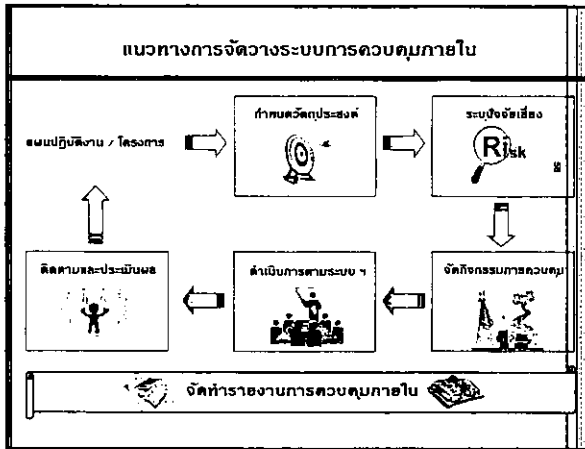 แนวทางการจัดวางระบบการควบคุมภายใน
แผนปฏิบัติงาน / โครงการ
กำหนดวัตถุประสงค์
ระบุปัจจัยเสี่ยง
Risk
ติดตามและประเมินผล
ดำเนินการตามระบบ ฯ
จัดกิจกรรมการควบคุม
จัดทำรายงานการควบคุมภายใน